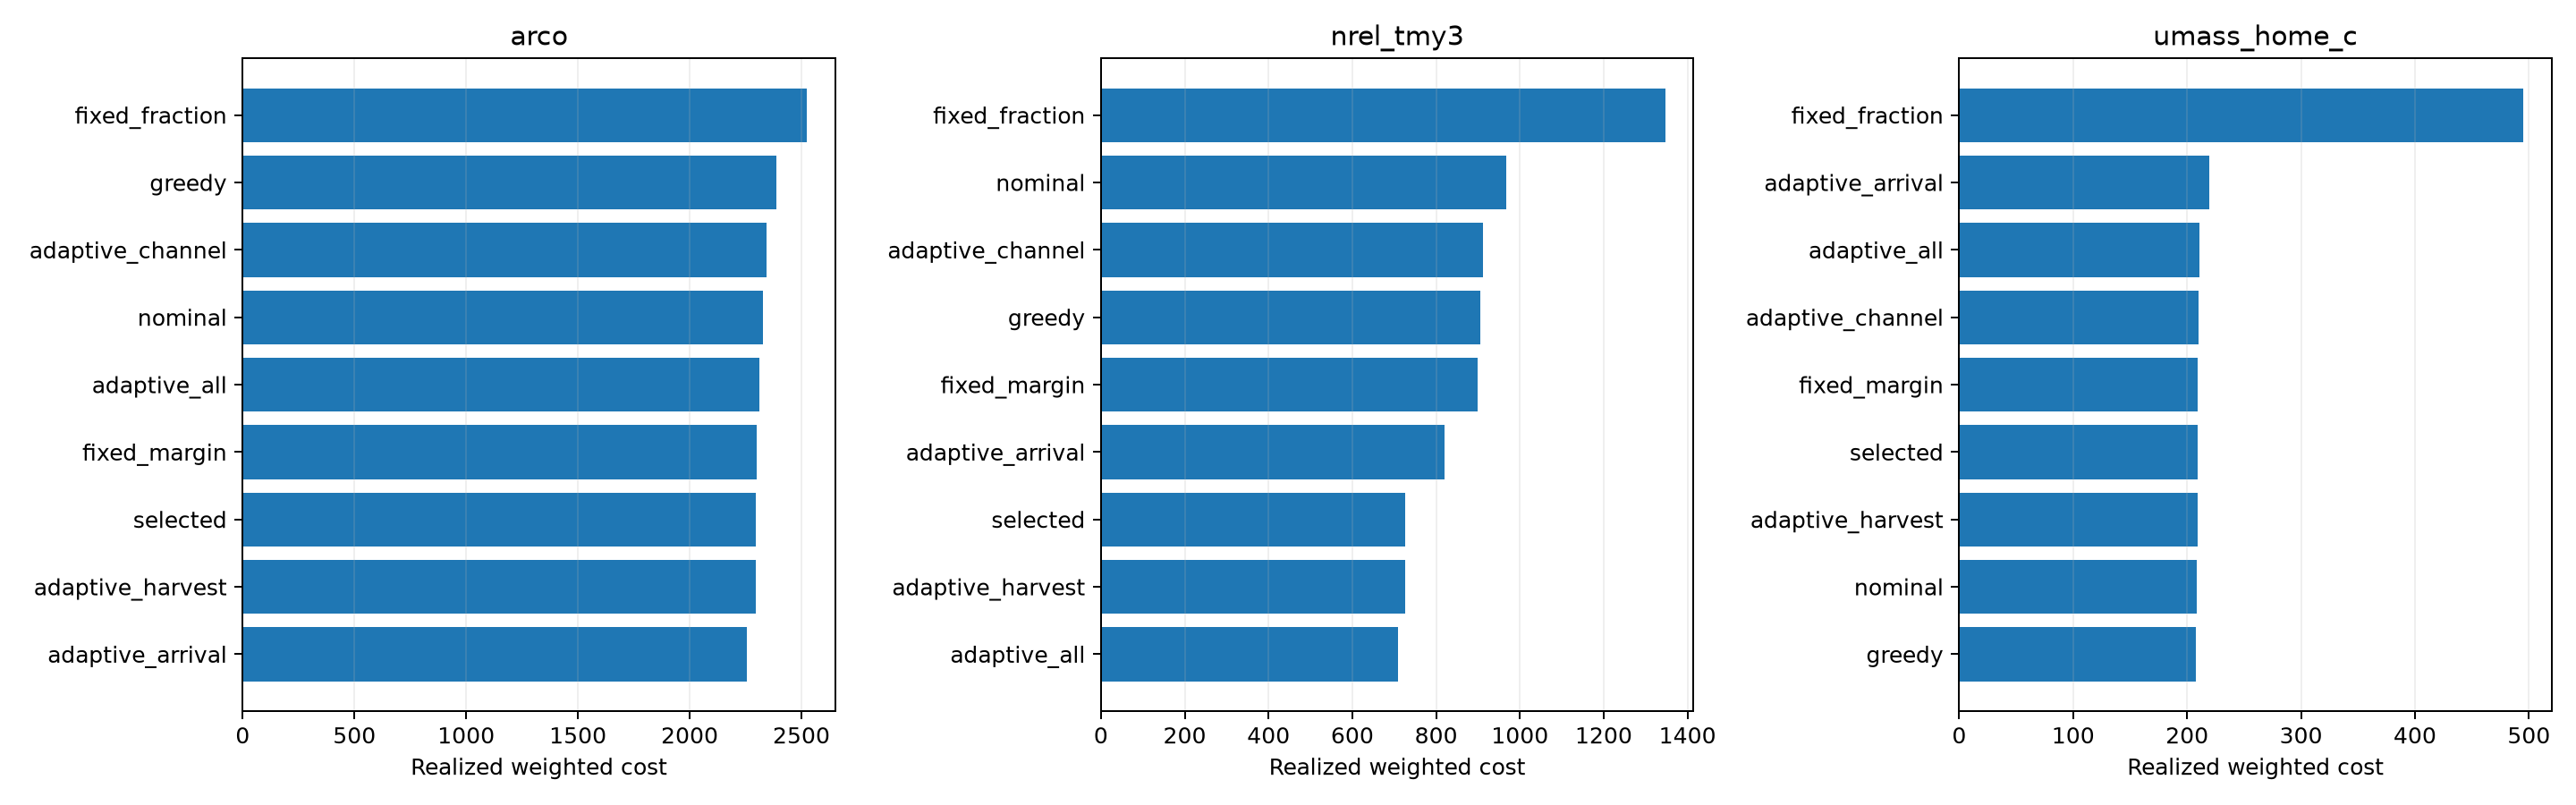 arco
fixed_fraction
greedy
adaptive_channel
nominal
adaptive_all
fixed_margin
selected
adaptive_harvest
adaptive_arrival
0 500 1000 1500 2000 2500
Realized weighted cost
nrel_tmy3
fixed_fraction
nominal
adaptive_channel
greedy
fixed_margin
adaptive_arrival
selected
adaptive_harvest
adaptive_all
0 200 400 600 800 1000 1200 1400
Realized weighted cost
umass_home_c
fixed_fraction
adaptive_arrival
adaptive_all
adaptive_channel
fixed_margin
selected
adaptive_harvest
nominal
greedy
0 100 200 300 400 500
Realized weighted cost